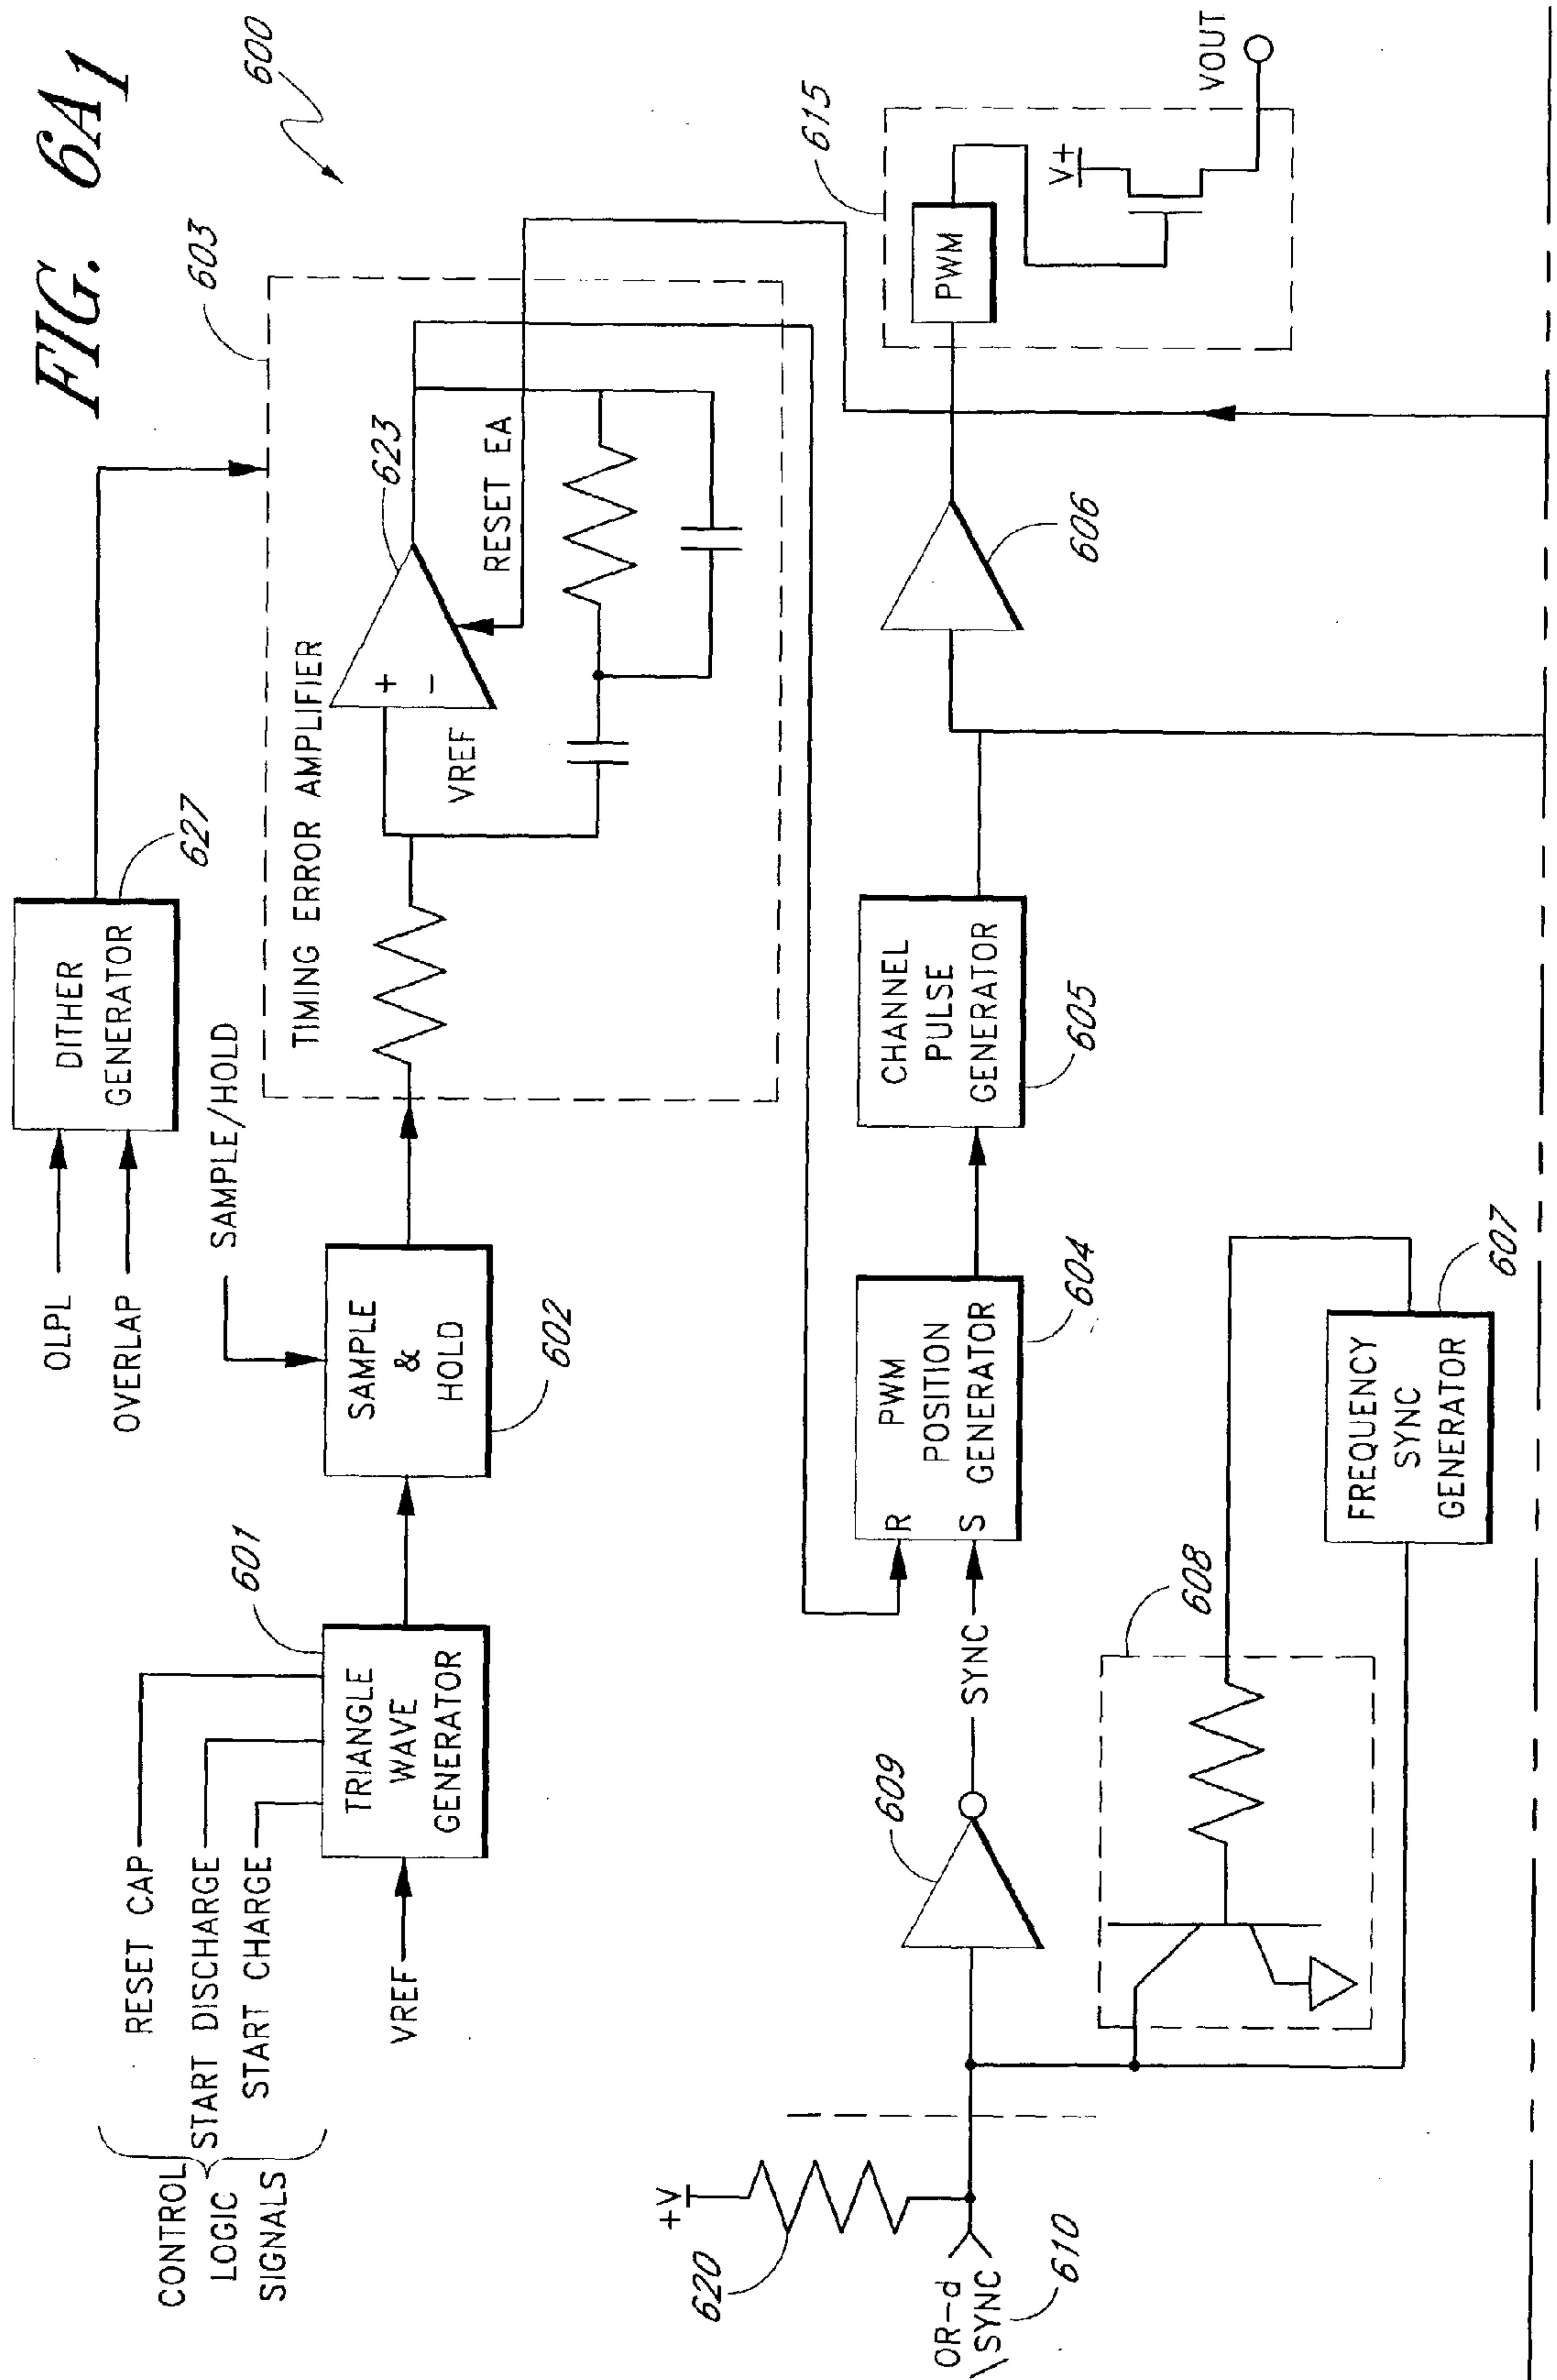 FIG. 6A1
600
OLPL
OVERLAP
DITHER
GENERATOR
627
603
CONTROL
LOGIC
SIGNALS
RESET CAP
START DISCHARGE
START CHARGE
VREF
TRIANGLE
WAVE
GENERATOR
601
SAMPLE/HOLD
SAMPLE
&
HOLD
602
TIMING ERROR AMPLIFIER
+
-
VREF
623
RESET EA
OR-d
\SYNC
610
+V
620
609
SYNC
R
S
PWM
POSITION
GENERATOR
604
CHANNEL
PULSE
GENERATOR
605
606
615
PWM
V+
VOUT
608
FREQUENCY
SYNC
GENERATOR
607